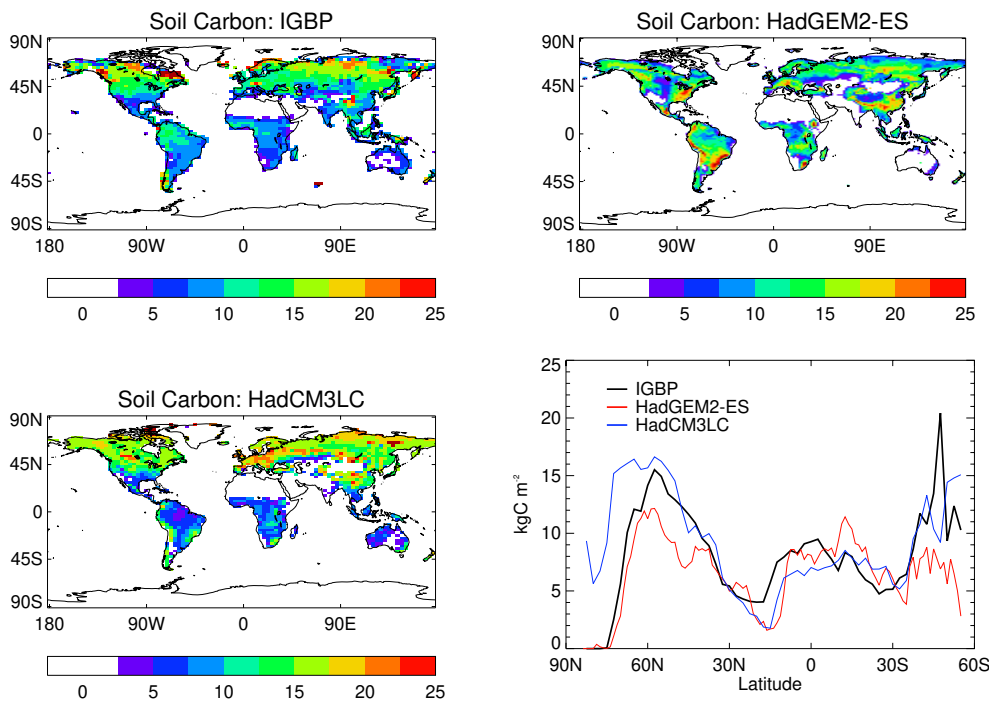 Soil Carbon: IGBP
90N
45N
0
45S
90S
180 90W 0 90E
0 5 10 15 20 25
Soil Carbon: HadGEM2-ES
90N
45N
0
45S
90S
180 90W 0 90E
0 5 10 15 20 25
Soil Carbon: HadCM3LC
90N
45N
0
45S
90S
180 90W 0 90E
0 5 10 15 20 25
25
20
15
10
5
0
kgC m⁻²
IGBP
HadGEM2-ES
HadCM3LC
90N 60N 30N 0 30S 60S
Latitude